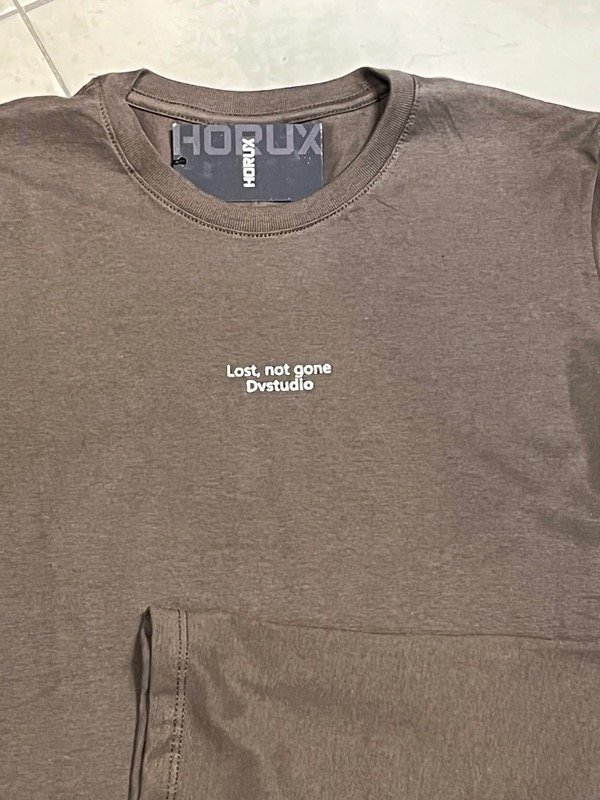 HORUX
HORUX
Lost, not gone
Dvstudio